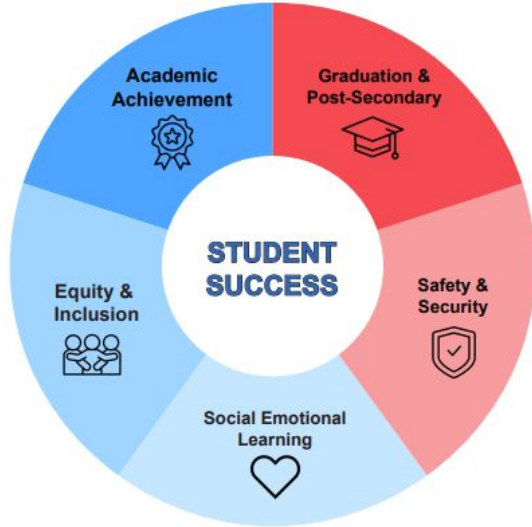 Academic
Achievement
Graduation &
Post-Secondary
STUDENT
SUCCESS
Equity &
Inclusion
Safety &
Security
Social Emotional
Learning